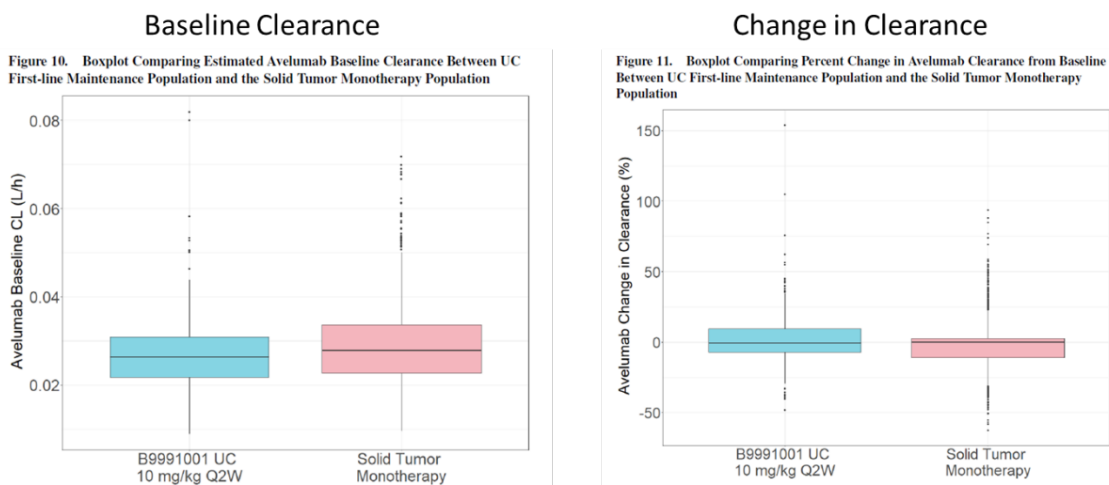 Baseline Clearance
Figure 10. Boxplot Comparing Estimated Avelumab Baseline Clearance Between UC
First-line Maintenance Population and the Solid Tumor Monotherapy Population
Avelumab Baseline CL (L/h)
0.08
0.06
0.04
0.02
B9991001 UC
10 mg/kg Q2W
Solid Tumor
Monotherapy
Change in Clearance
Figure 11. Boxplot Comparing Percent Change in Avelumab Clearance from Baseline
Between UC First-line Maintenance Population and the Solid Tumor Monotherapy
Population
Avelumab Change in Clearance (%)
150
100
50
0
-50
B9991001 UC
10 mg/kg Q2W
Solid Tumor
Monotherapy